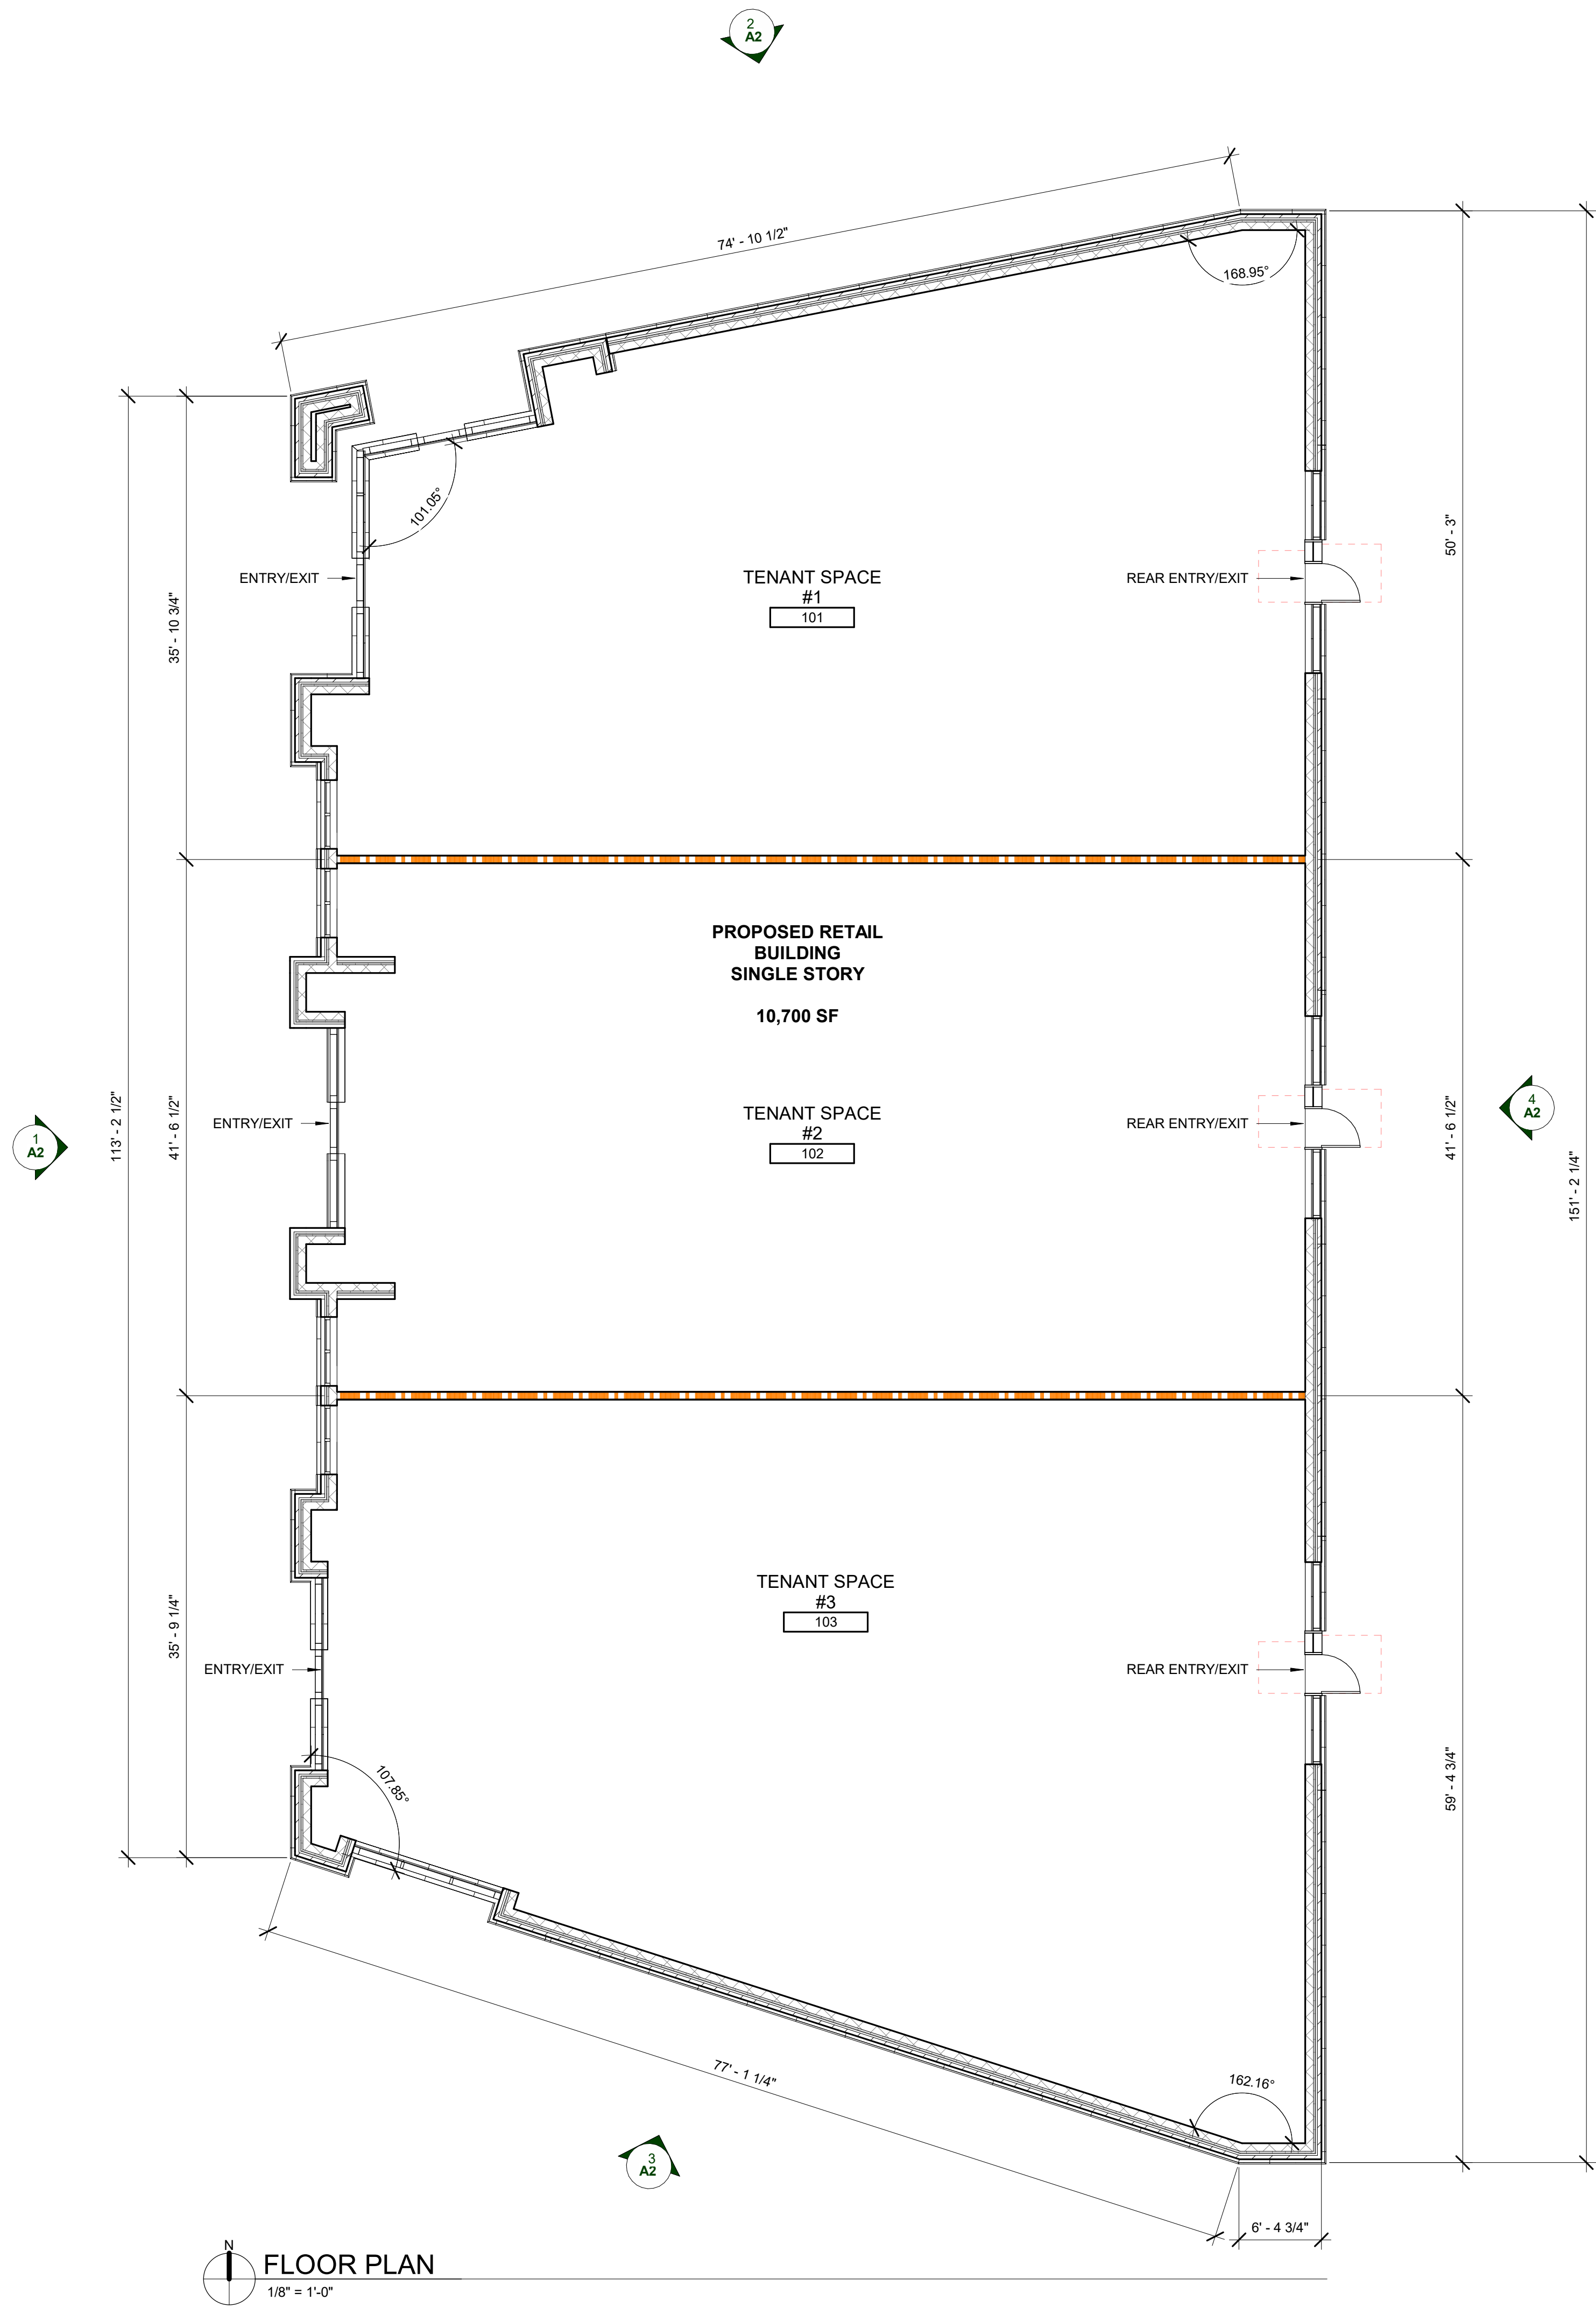 2
A2
74' - 10 1/2"
168.95°
101.05°
50' - 3"
ENTRY/EXIT
TENANT SPACE
#1
101
REAR ENTRY/EXIT
35' - 10 3/4"
PROPOSED RETAIL
BUILDING
SINGLE STORY
10,700 SF
113' - 2 1/2"
41' - 6 1/2"
1
A2
ENTRY/EXIT
TENANT SPACE
#2
102
REAR ENTRY/EXIT
41' - 6 1/2"
4
A2
151' - 2 1/4"
TENANT SPACE
#3
103
35' - 9 1/4"
ENTRY/EXIT
REAR ENTRY/EXIT
107.85°
59' - 4 3/4"
77' - 1 1/4"
162.16°
3
A2
6' - 4 3/4"
N
FLOOR PLAN
1/8" = 1'-0"